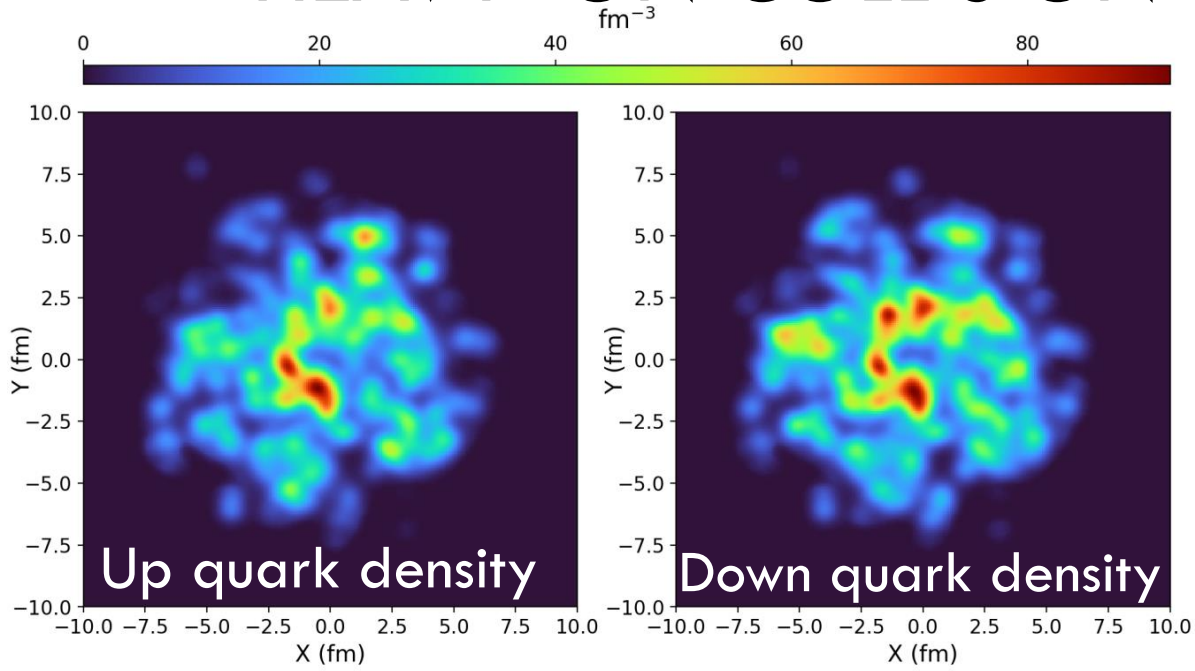 fm⁻³
0 20 40 60 80
10.0 10.0
7.5 7.5
5.0 5.0
2.5 2.5
0.0 0.0
−2.5 −2.5
−5.0 −5.0
−7.5 −7.5
−10.0 −10.0
Y (fm) Y (fm)
Up quark density Down quark density
−10.0 −7.5 −5.0 −2.5 0.0 2.5 5.0 7.5 10.0 −10.0 −7.5 −5.0 −2.5 0.0 2.5 5.0 7.5 10.0
X (fm) X (fm)